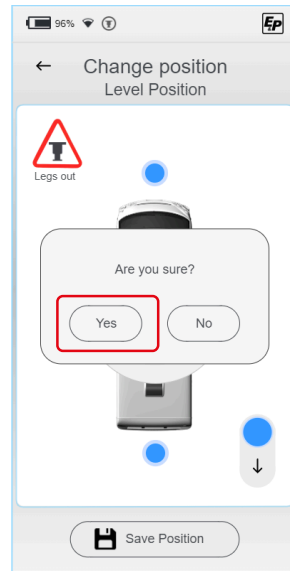 96%
EP
Change position
Level Position
Legs out
Are you sure?
Yes
No
Save Position